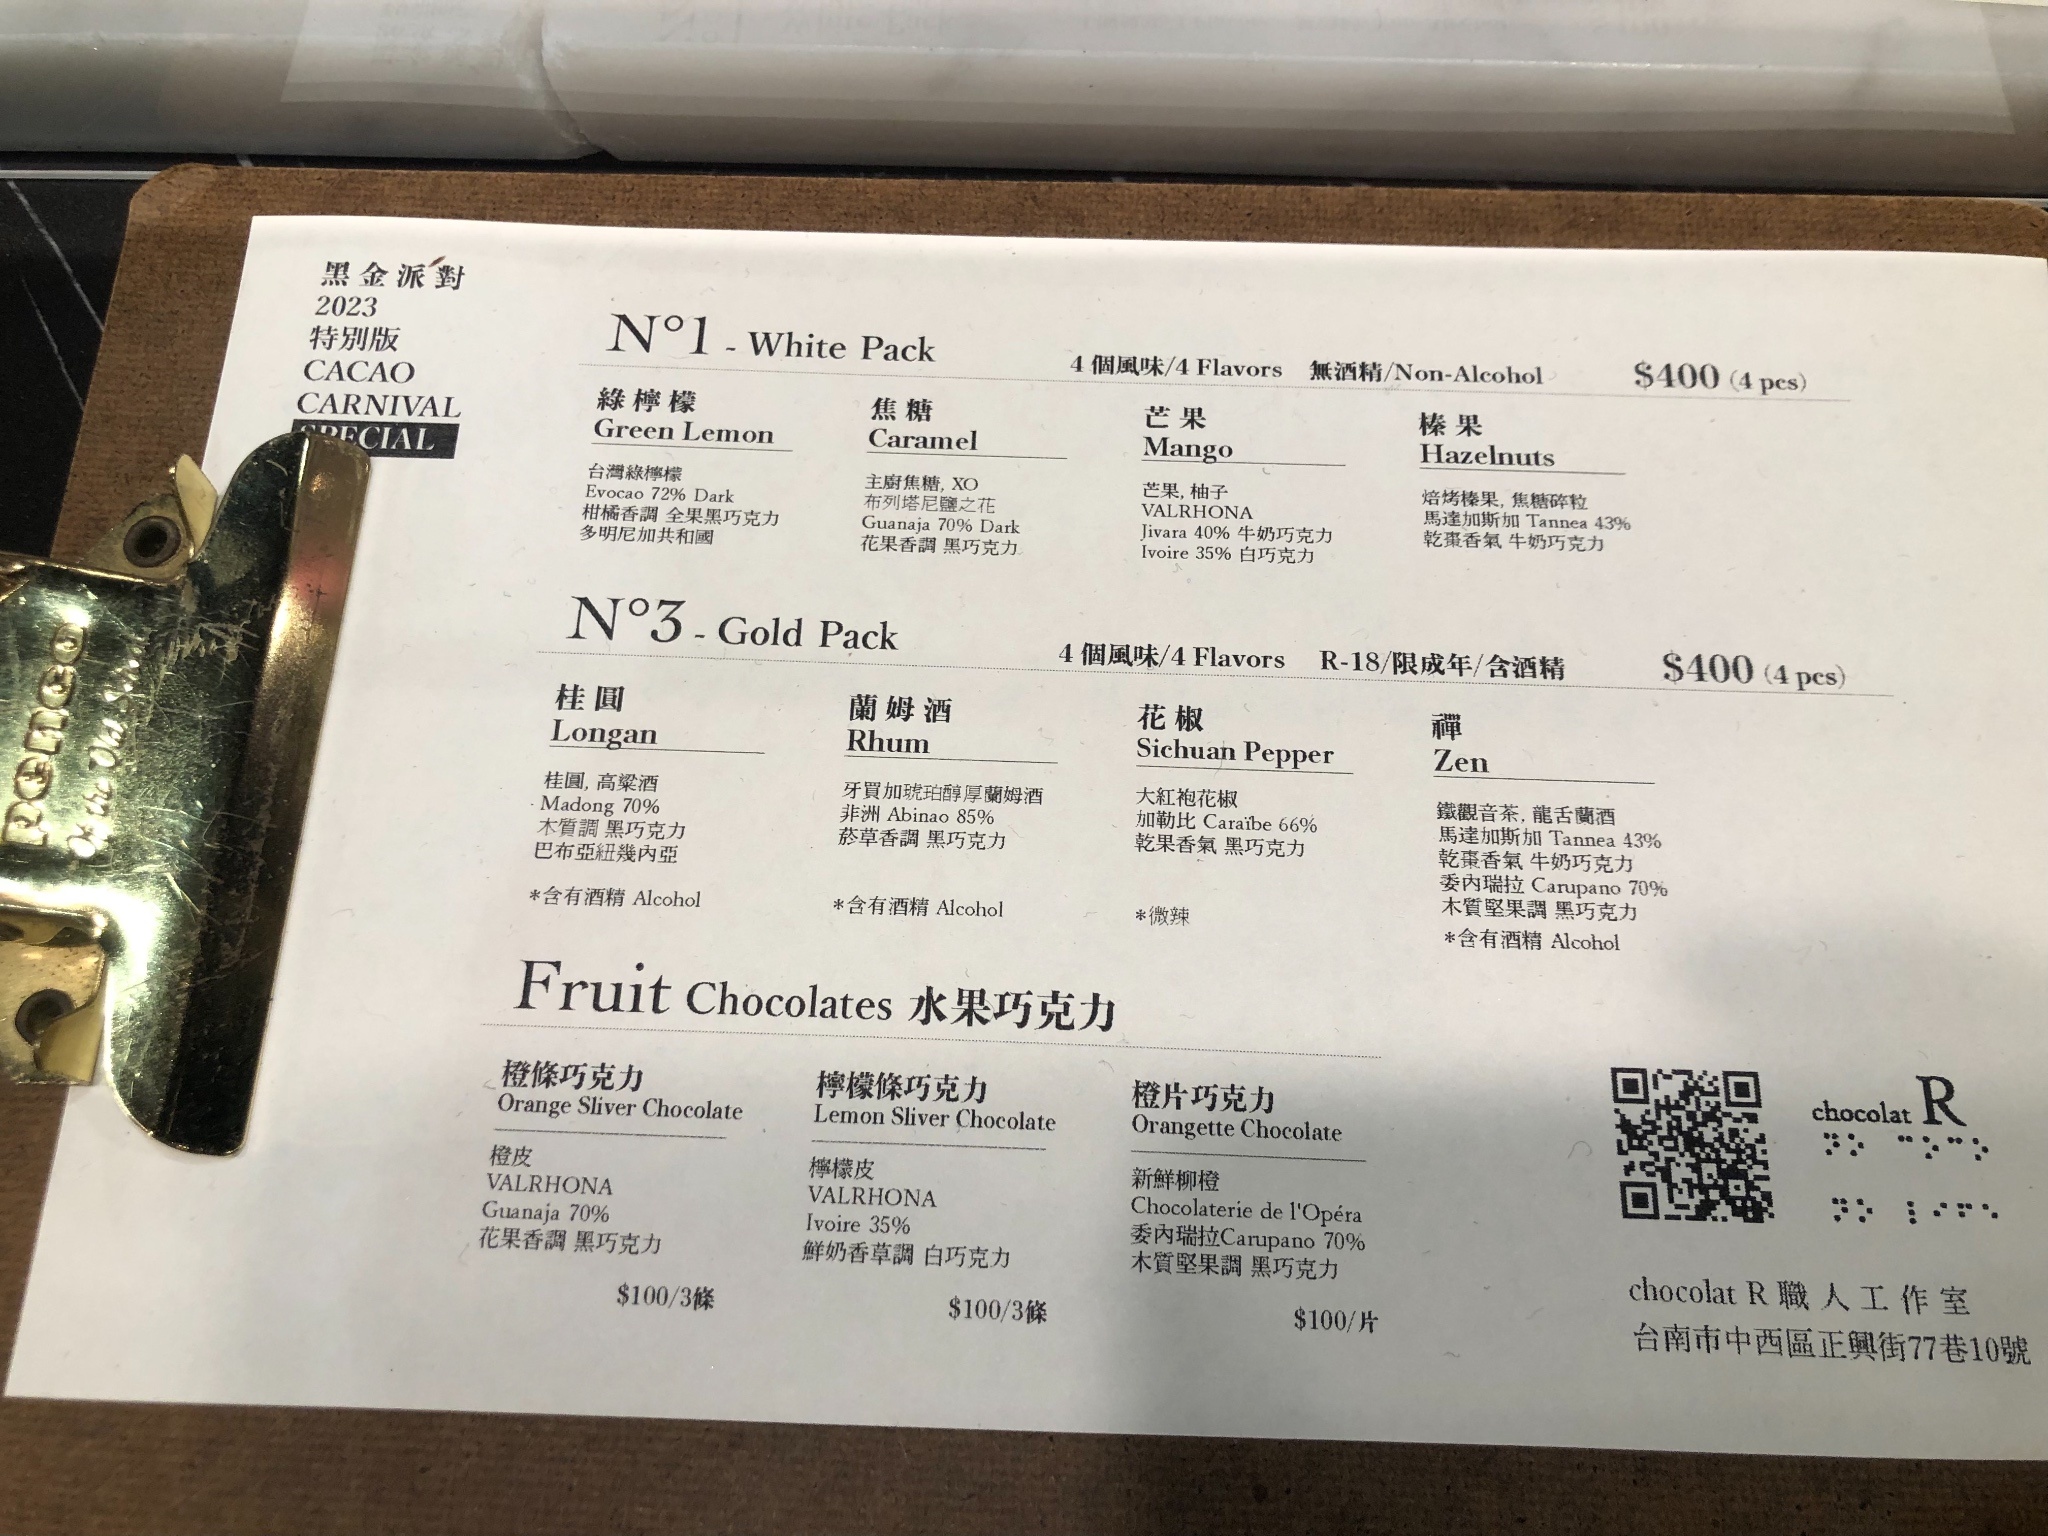 黑金派對
2023
特別版
CACAO
CARNIVAL
SPECIAL
N°1 - White Pack
4 個風味/4 Flavors 無酒精/Non-Alcohol $400 (4 pcs)
綠檸檬
Green Lemon
台灣綠檸檬
Evocao 72% Dark
柑橘香調 全果黑巧克力
多明尼加共和國
焦糖
Caramel
主廚焦糖, XO
布列塔尼鹽之花
Guanaja 70% Dark
花果香調 黑巧克力
芒果
Mango
芒果, 柚子
VALRHONA
Jivara 40% 牛奶巧克力
Ivoire 35% 白巧克力
榛果
Hazelnuts
焙烤榛果, 焦糖碎粒
馬達加斯加 Tannea 43%
乾棗香氣 牛奶巧克力
N°3 - Gold Pack
4 個風味/4 Flavors R-18/限成年/含酒精 $400 (4 pcs)
桂圓
Longan
桂圓, 高粱酒
Madong 70%
木質調 黑巧克力
巴布亞紐幾內亞
*含有酒精 Alcohol
蘭姆酒
Rhum
牙買加琥珀醇厚蘭姆酒
非洲 Abinao 85%
菸草香調 黑巧克力
*含有酒精 Alcohol
花椒
Sichuan Pepper
大紅袍花椒
加勒比 Caraïbe 66%
乾果香氣 黑巧克力
*微辣
禪
Zen
鐵觀音茶, 龍舌蘭酒
馬達加斯加 Tannea 43%
乾棗香氣 牛奶巧克力
委內瑞拉 Carupano 70%
木質堅果調 黑巧克力
*含有酒精 Alcohol
Fruit Chocolates 水果巧克力
橙條巧克力
Orange Sliver Chocolate
橙皮
VALRHONA
Guanaja 70%
花果香調 黑巧克力
$100/3條
檸檬條巧克力
Lemon Sliver Chocolate
檸檬皮
VALRHONA
Ivoire 35%
鮮奶香草調 白巧克力
$100/3條
橙片巧克力
Orangette Chocolate
新鮮柳橙
Chocolaterie de l'Opéra
委內瑞拉Carupano 70%
木質堅果調 黑巧克力
$100/片
chocolat R
chocolat R 職人工作室
台南市中西區正興街77巷10號
penco